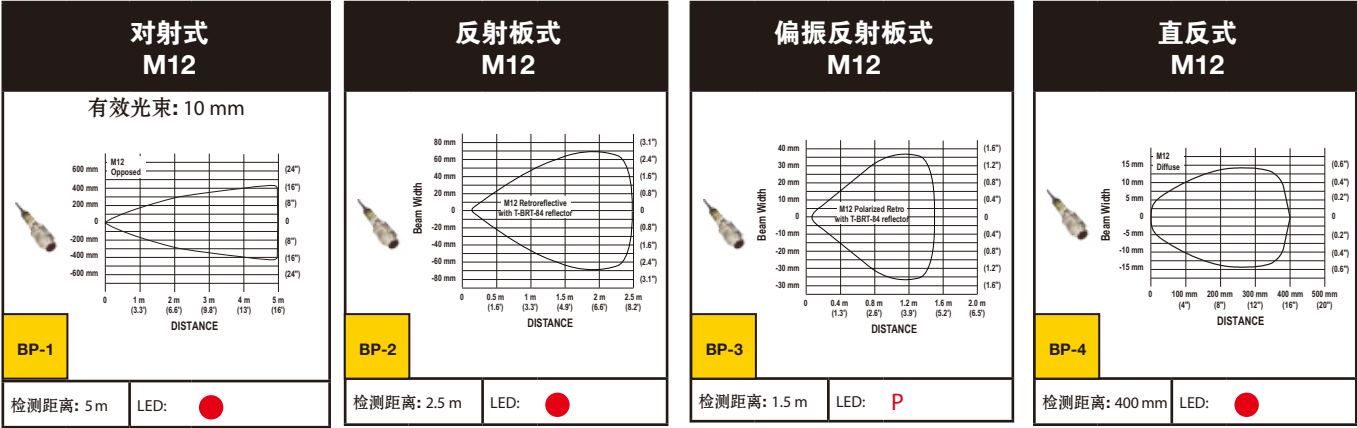 对射式
M12
有效光束: 10 mm
M12
Opposed
600 mm
400 mm
200 mm
0
-200 mm
-400 mm
-600 mm
(24")
(16")
(8")
0
(8")
(16")
(24")
0 1 m 2 m 3 m 4 m 5 m
(3.3') (6.6') (9.8') (13') (16')
DISTANCE
BP-1
检测距离: 5 m LED:
反射板式
M12
Beam Width
80 mm
60 mm
40 mm
20 mm
0
-20 mm
-40 mm
-60 mm
-80 mm
M12 Retroreflective
with T-BRT-84 reflector
(3.1")
(2.4")
(1.6")
(0.8")
0
(0.8")
(1.6")
(2.4")
(3.1")
0 0.5 m 1 m 1.5 m 2 m 2.5 m
(1.6') (3.3') (4.9') (6.6') (8.2')
DISTANCE
BP-2
检测距离: 2.5 m LED:
偏振反射板式
M12
Beam Width
40 mm
30 mm
20 mm
10 mm
0
-10 mm
-20 mm
-30 mm
-30 mm
M12 Polarized Retro
with T-BRT-84 reflector
(1.6")
(1.2")
(0.8")
(0.4")
0
(0.4")
(0.8")
(1.2")
(1.6")
0 0.4 m 0.8 m 1.2 m 1.6 m 2.0 m
(1.3') (2.6') (3.9') (5.2') (6.5')
DISTANCE
BP-3
检测距离: 1.5 m LED: P
直反式
M12
M12
Diffuse
Beam Width
15 mm
10 mm
5 mm
0
-5 mm
-10 mm
-15 mm
(0.6")
(0.4")
(0.2")
0
(0.2")
(0.4")
(0.6")
0 100 mm 200 mm 300 mm 400 mm 500 mm
(4") (8") (12") (16") (20")
DISTANCE
BP-4
检测距离: 400 mm LED: